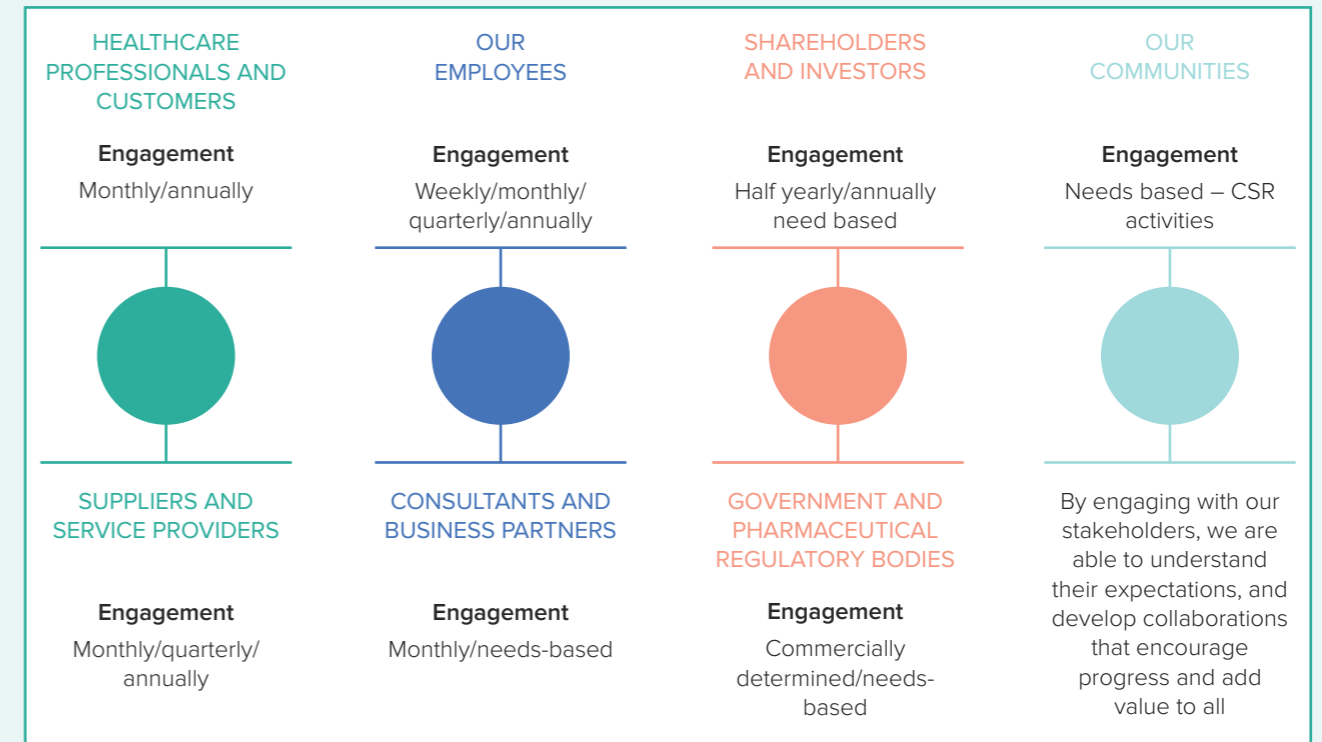 HEALTHCARE
PROFESSIONALS AND
CUSTOMERS
Engagement
Monthly/annually
OUR
EMPLOYEES
Engagement
Weekly/monthly/
quarterly/annually
SHAREHOLDERS
AND INVESTORS
Engagement
Half yearly/annually
need based
OUR
COMMUNITIES
Engagement
Needs based – CSR
activities
SUPPLIERS AND
SERVICE PROVIDERS
Engagement
Monthly/quarterly/
annually
CONSULTANTS AND
BUSINESS PARTNERS
Engagement
Monthly/needs-based
GOVERNMENT AND
PHARMACEUTICAL
REGULATORY BODIES
Engagement
Commercially
determined/needs-
based
By engaging with our
stakeholders, we are
able to understand
their expectations, and
develop collaborations
that encourage
progress and add
value to all